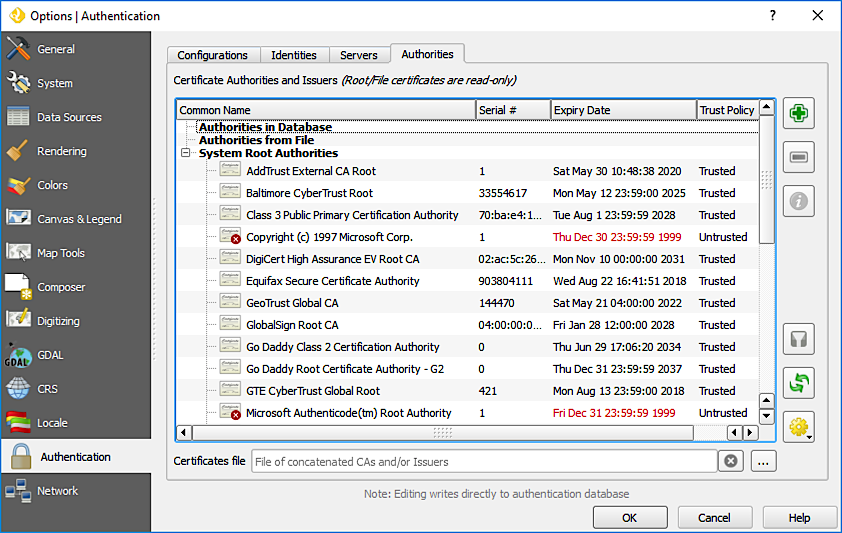 Options | Authentication
General
System
Data Sources
Rendering
Colors
Canvas & Legend
Map Tools
Composer
Digitizing
GDAL
CRS
Locale
Authentication
Network
Configurations Identities Servers Authorities
Certificate Authorities and Issuers (Root/File certificates are read-only)
Common Name Serial # Expiry Date Trust Policy
Authorities in Database
Authorities from File
System Root Authorities
AddTrust External CA Root 1 Sat May 30 10:48:38 2020 Trusted
Baltimore CyberTrust Root 33554617 Mon May 12 23:59:00 2025 Trusted
Class 3 Public Primary Certification Authority 70:ba:e4:1... Tue Aug 1 23:59:59 2028 Trusted
Copyright (c) 1997 Microsoft Corp. 1 Thu Dec 30 23:59:59 1999 Untrusted
DigiCert High Assurance EV Root CA 02:ac:5c:26... Mon Nov 10 00:00:00 2031 Trusted
Equifax Secure Certificate Authority 903804111 Wed Aug 22 16:41:51 2018 Trusted
GeoTrust Global CA 144470 Sat May 21 04:00:00 2022 Trusted
GlobalSign Root CA 04:00:00:0... Fri Jan 28 12:00:00 2028 Trusted
Go Daddy Class 2 Certification Authority 0 Thu Jun 29 17:06:20 2034 Trusted
Go Daddy Root Certificate Authority - G2 0 Thu Dec 31 23:59:59 2037 Trusted
GTE CyberTrust Global Root 421 Mon Aug 13 23:59:00 2018 Trusted
Microsoft Authenticode(tm) Root Authority 1 Fri Dec 31 23:59:59 1999 Untrusted
Certificates file File of concatenated CAs and/or Issuers ...
Note: Editing writes directly to authentication database
OK Cancel Help